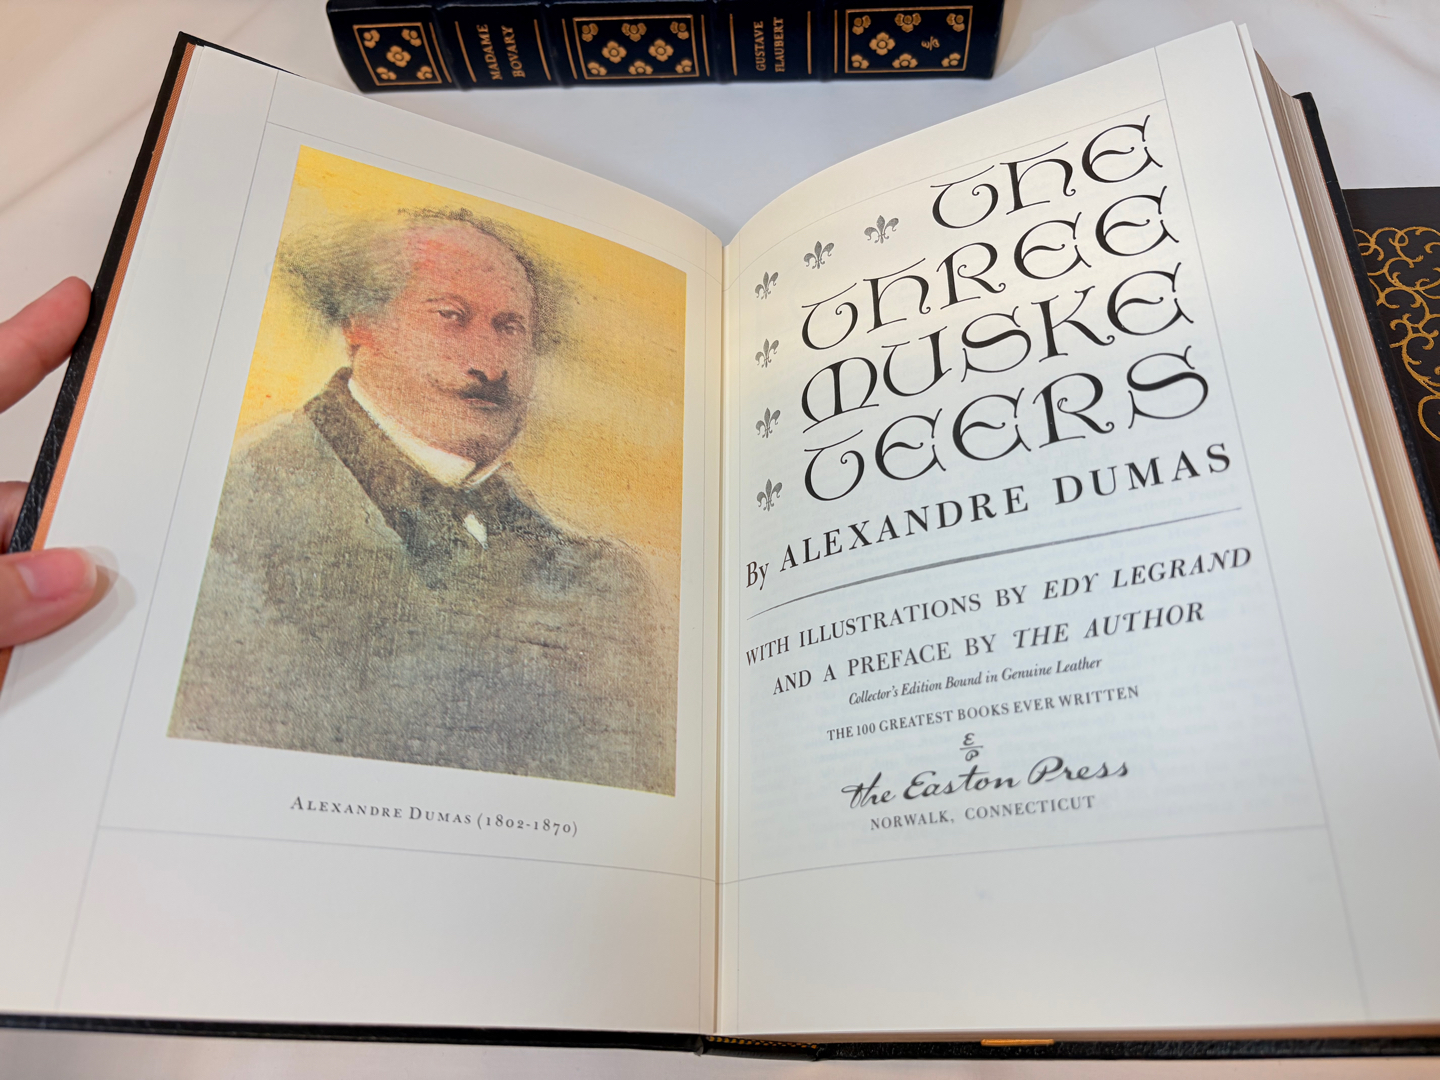 MADAME
BOVARY
GUSTAVE
FLAUBERT
E/P
ALEXANDRE DUMAS (1802-1870)
THE
THREE
MUSKE
TEERS
By ALEXANDRE DUMAS
WITH ILLUSTRATIONS BY EDY LEGRAND
AND A PREFACE BY THE AUTHOR
Collector's Edition Bound in Genuine Leather
THE 100 GREATEST BOOKS EVER WRITTEN
E/P
the Easton Press
NORWALK, CONNECTICUT